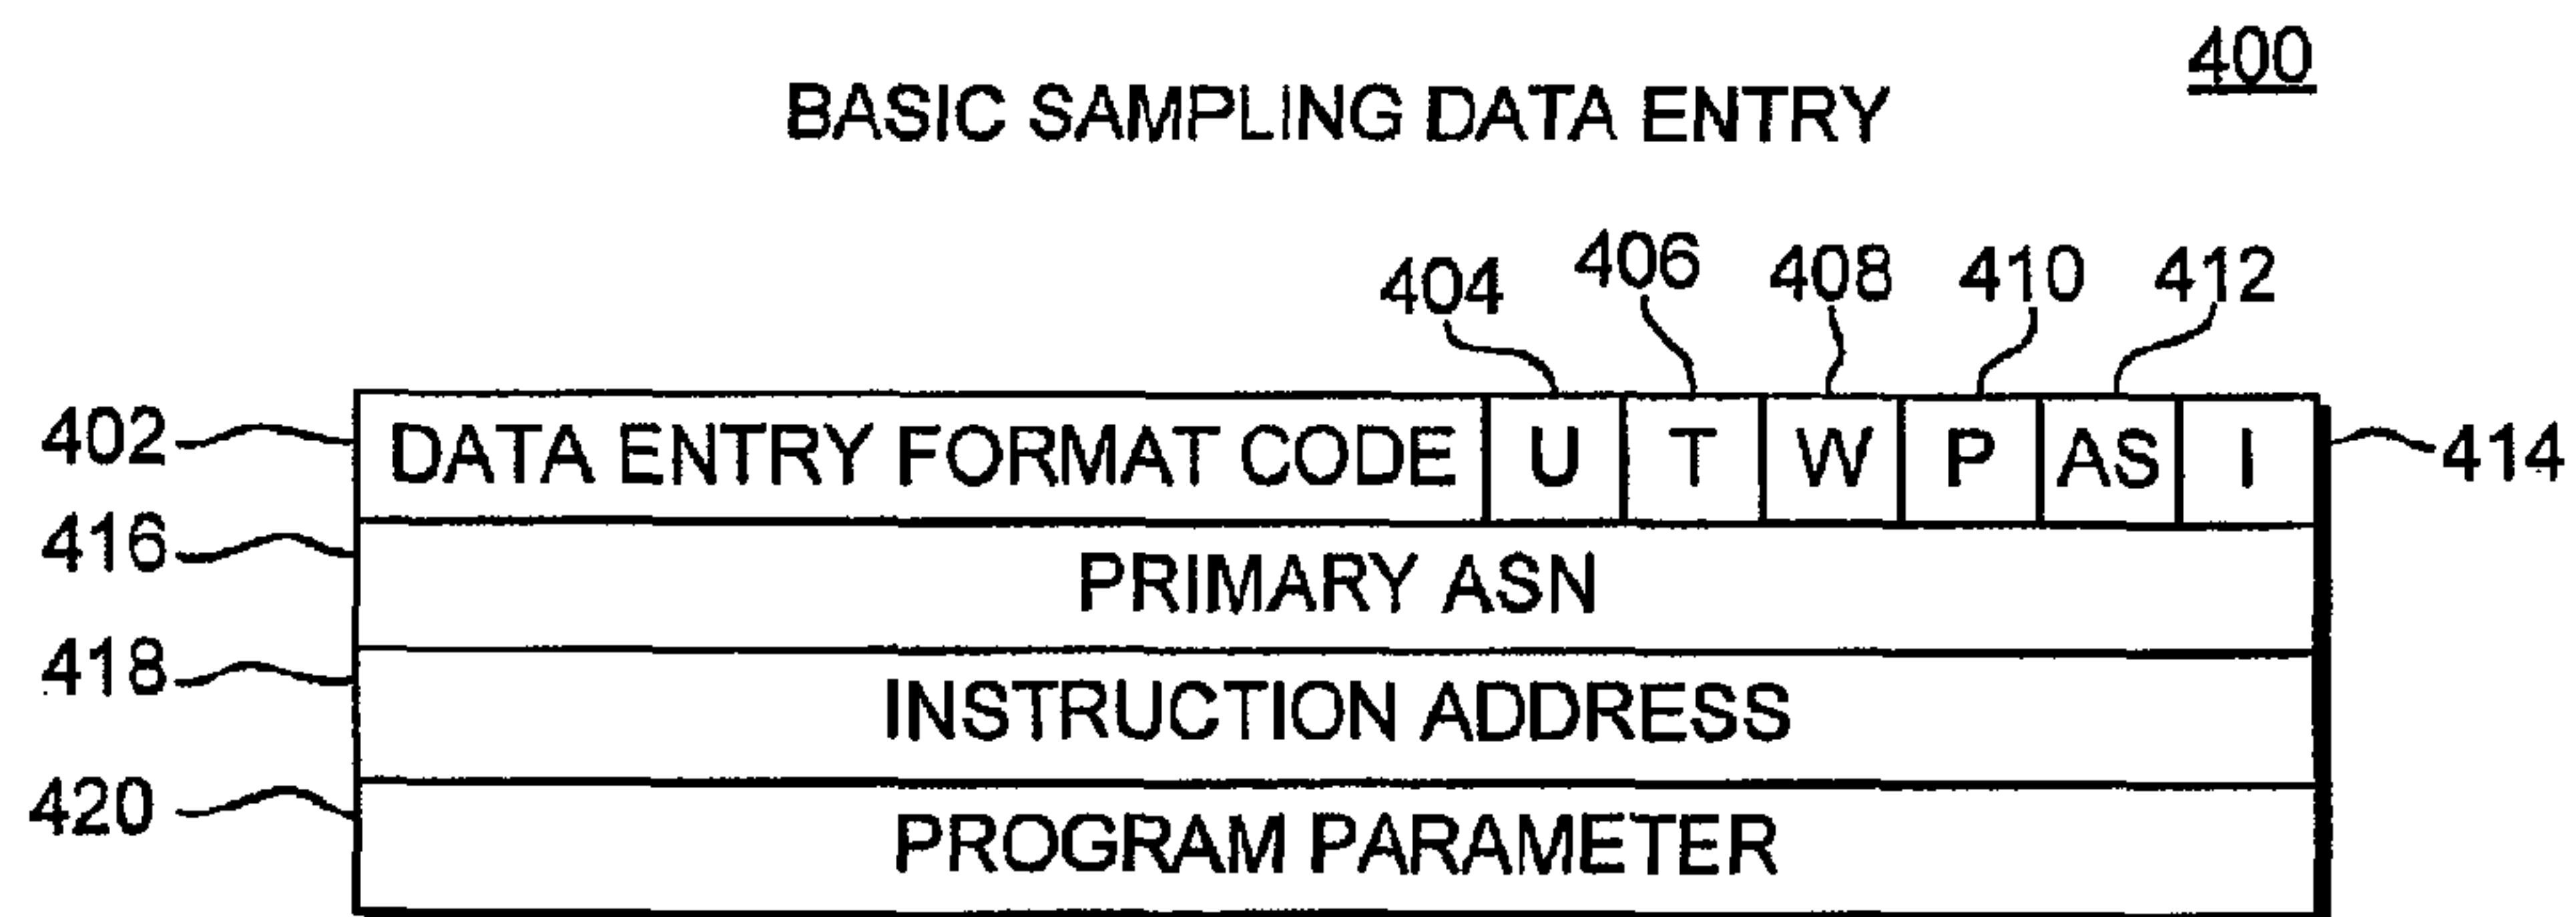 400
BASIC SAMPLING DATA ENTRY
404 406 408 410 412
402 DATA ENTRY FORMAT CODE U T W P AS I 414
416 PRIMARY ASN
418 INSTRUCTION ADDRESS
420 PROGRAM PARAMETER